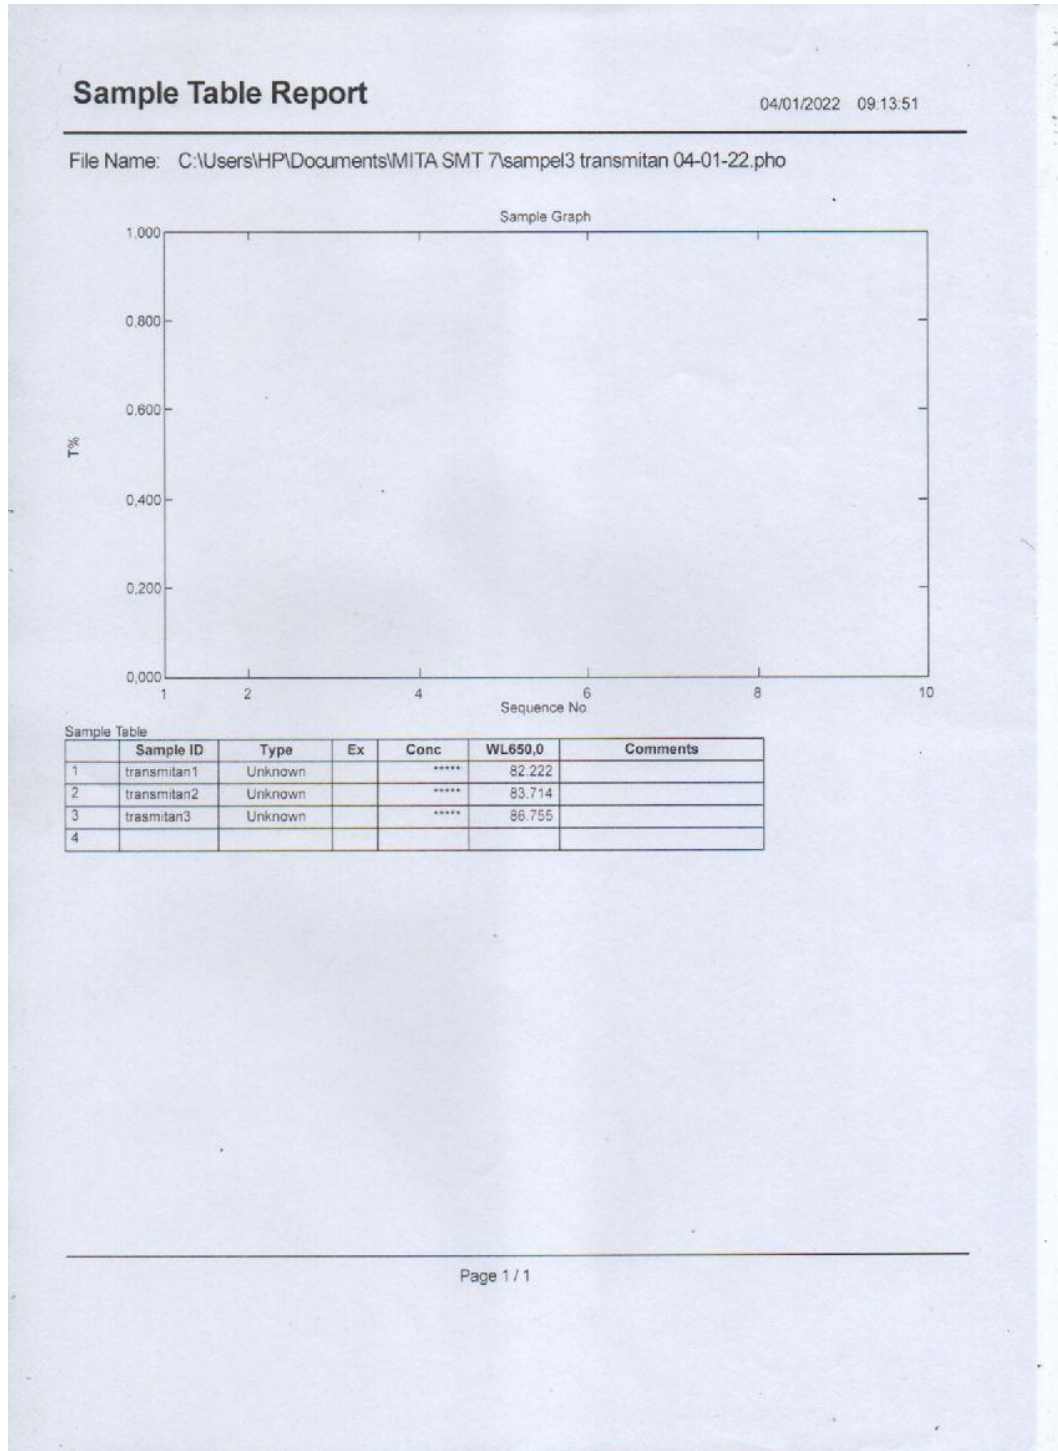 Sample Table Report
04/01/2022 09:13:51
File Name: C:\Users\HP\Documents\MITA SMT 7\sampel3 transmitan 04-01-22.pho
Sample Graph
1.000
0,800
0,600
T%
0,400
0,200
0,000
1 2 4 6 8 10
Sequence No.
Sample Table
Sample ID Type Ex Conc WL650,0 Comments
1 transmitan1 Unknown ***** 82.222
2 transmitan2 Unknown ***** 83.714
3 trasmitan3 Unknown ***** 86.755
4
Page 1 / 1